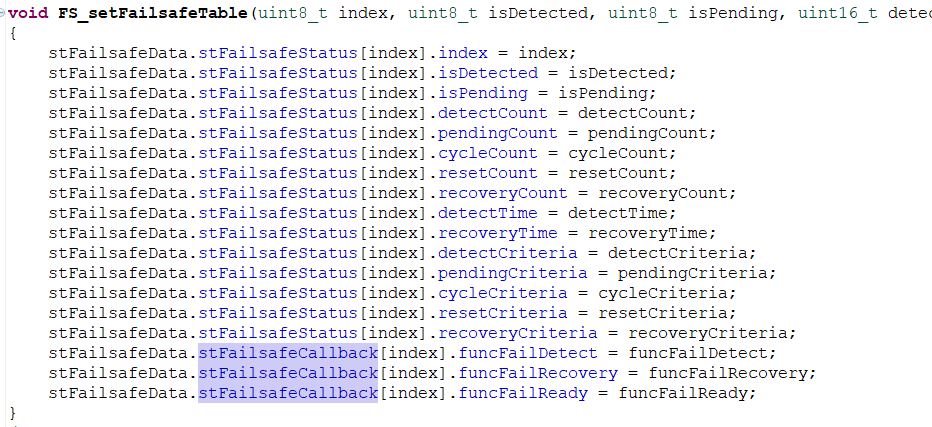 void FS_setFailsafeTable(uint8_t index, uint8_t isDetected, uint8_t isPending, uint16_t
{
stFailsafeData.stFailsafeStatus[index].index = index;
stFailsafeData.stFailsafeStatus[index].isDetected = isDetected;
stFailsafeData.stFailsafeStatus[index].isPending = isPending;
stFailsafeData.stFailsafeStatus[index].detectCount = detectCount;
stFailsafeData.stFailsafeStatus[index].pendingCount = pendingCount;
stFailsafeData.stFailsafeStatus[index].cycleCount = cycleCount;
stFailsafeData.stFailsafeStatus[index].resetCount = resetCount;
stFailsafeData.stFailsafeStatus[index].recoveryCount = recoveryCount;
stFailsafeData.stFailsafeStatus[index].detectTime = detectTime;
stFailsafeData.stFailsafeStatus[index].recoveryTime = recoveryTime;
stFailsafeData.stFailsafeStatus[index].detectCriteria = detectCriteria;
stFailsafeData.stFailsafeStatus[index].pendingCriteria = pendingCriteria;
stFailsafeData.stFailsafeStatus[index].cycleCriteria = cycleCriteria;
stFailsafeData.stFailsafeStatus[index].resetCriteria = resetCriteria;
stFailsafeData.stFailsafeStatus[index].recoveryCriteria = recoveryCriteria;
stFailsafeData.stFailsafeCallback[index].funcFailDetect = funcFailDetect;
stFailsafeData.stFailsafeCallback[index].funcFailRecovery = funcFailRecovery;
stFailsafeData.stFailsafeCallback[index].funcFailReady = funcFailReady;
}